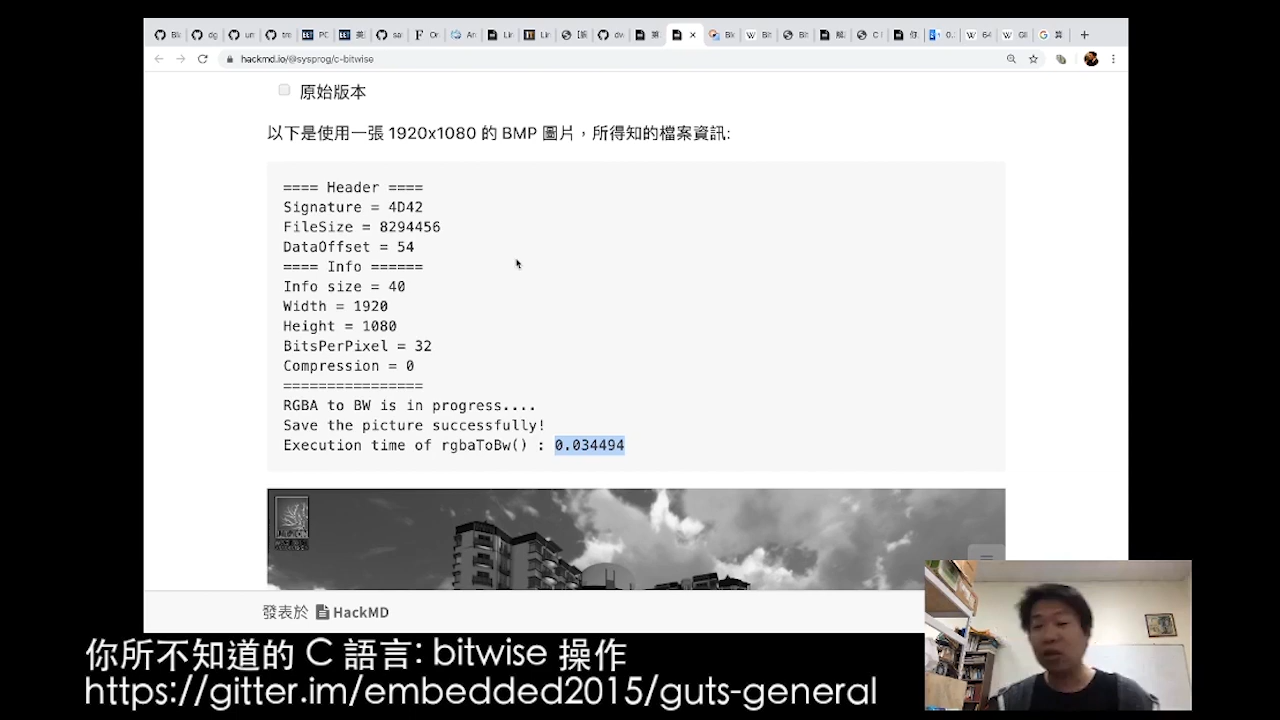 hackmd.io/@sysprog/c-bitwise
原始版本
以下是使用一張 1920x1080 的 BMP 圖片，所得知的檔案資訊:
==== Header ====
Signature = 4D42
FileSize = 8294456
DataOffset = 54
==== Info ======
Info size = 40
Width = 1920
Height = 1080
BitsPerPixel = 32
Compression = 0
================
RGBA to BW is in progress....
Save the picture successfully!
Execution time of rgbaToBw() : 0.034494
發表於 HackMD
你所不知道的 C 語言: bitwise 操作
https://gitter.im/embedded2015/guts-general